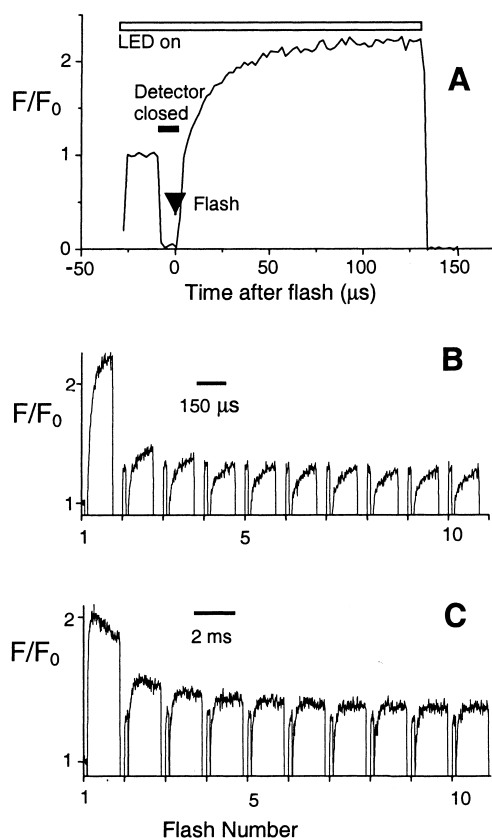 F/F0
LED on
Detector
closed
A
Flash
2
1
0
-50 0 50 100 150
Time after flash (μs)
B
F/F0
2
1
150 μs
1 5 10
C
F/F0
2
1
2 ms
1 5 10
Flash Number